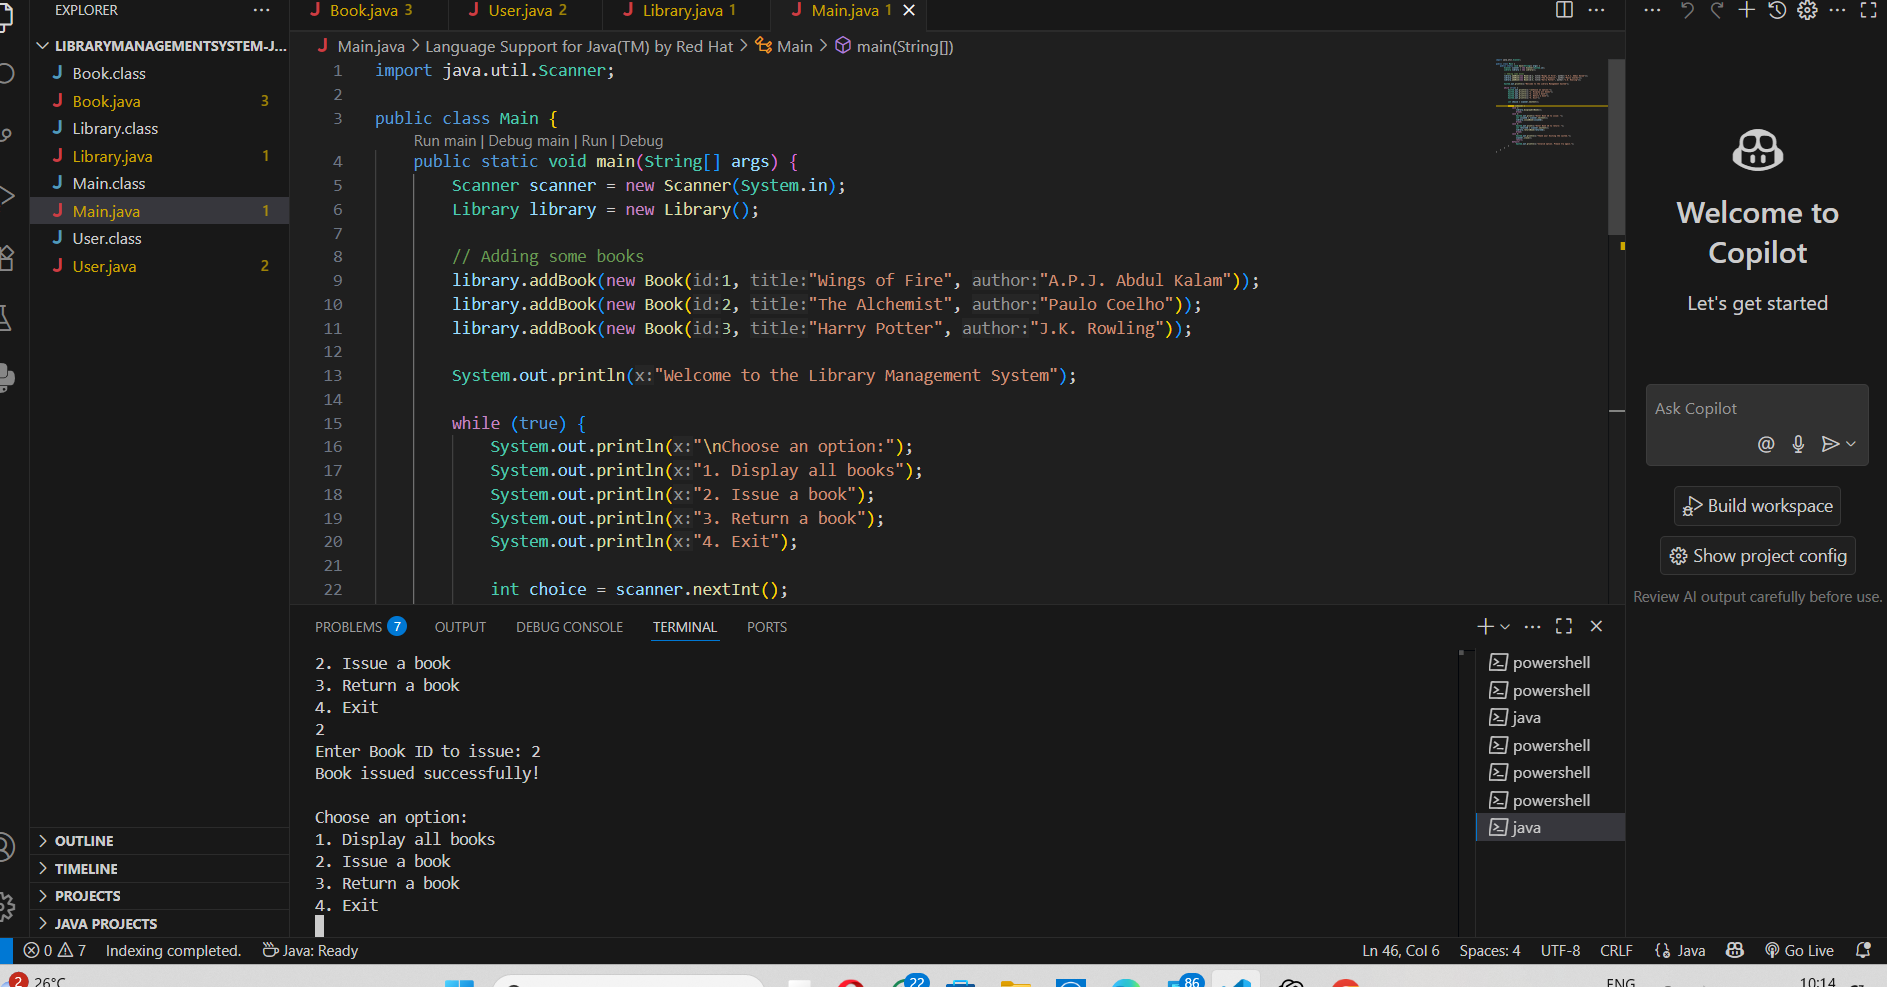 EXPLORER
LIBRARYMANAGEMENTSYSTEM-J...
Book.class
Book.java 3
Library.class
Library.java 1
Main.class
Main.java 1
User.class
User.java 2
OUTLINE
TIMELINE
PROJECTS
JAVA PROJECTS
Book.java 3
User.java 2
Library.java 1
Main.java 1
Main.java > Language Support for Java(TM) by Red Hat > Main > main(String[])
1 import java.util.Scanner;
2
3 public class Main {
Run main | Debug main | Run | Debug
4 public static void main(String[] args) {
5 Scanner scanner = new Scanner(System.in);
6 Library library = new Library();
7
8 // Adding some books
9 library.addBook(new Book(id:1, title:"Wings of Fire", author:"A.P.J. Abdul Kalam"));
10 library.addBook(new Book(id:2, title:"The Alchemist", author:"Paulo Coelho"));
11 library.addBook(new Book(id:3, title:"Harry Potter", author:"J.K. Rowling"));
12
13 System.out.println(x:"Welcome to the Library Management System");
14
15 while (true) {
16 System.out.println(x:"\nChoose an option:");
17 System.out.println(x:"1. Display all books");
18 System.out.println(x:"2. Issue a book");
19 System.out.println(x:"3. Return a book");
20 System.out.println(x:"4. Exit");
21
22 int choice = scanner.nextInt();
PROBLEMS 7 OUTPUT DEBUG CONSOLE TERMINAL PORTS
2. Issue a book
3. Return a book
4. Exit
2
Enter Book ID to issue: 2
Book issued successfully!
Choose an option:
1. Display all books
2. Issue a book
3. Return a book
4. Exit
powershell
powershell
java
powershell
powershell
powershell
java
Welcome to
Copilot
Let's get started
Ask Copilot
Build workspace
Show project config
Review AI output carefully before use.
0 7 Indexing completed. Java: Ready
Ln 46, Col 6 Spaces: 4 UTF-8 CRLF Java Go Live
2 26°C 22 86 ENG 10:14